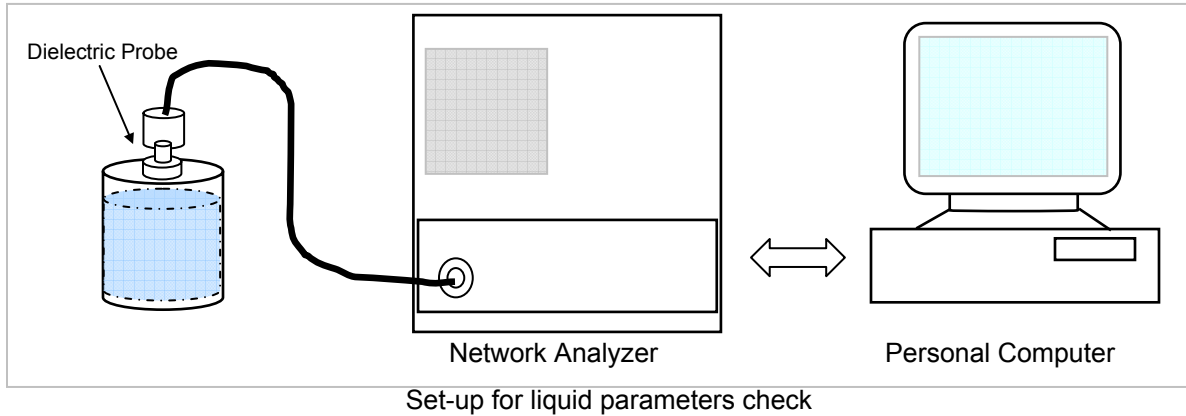 Dielectric Probe
Network Analyzer
Personal Computer
Set-up for liquid parameters check